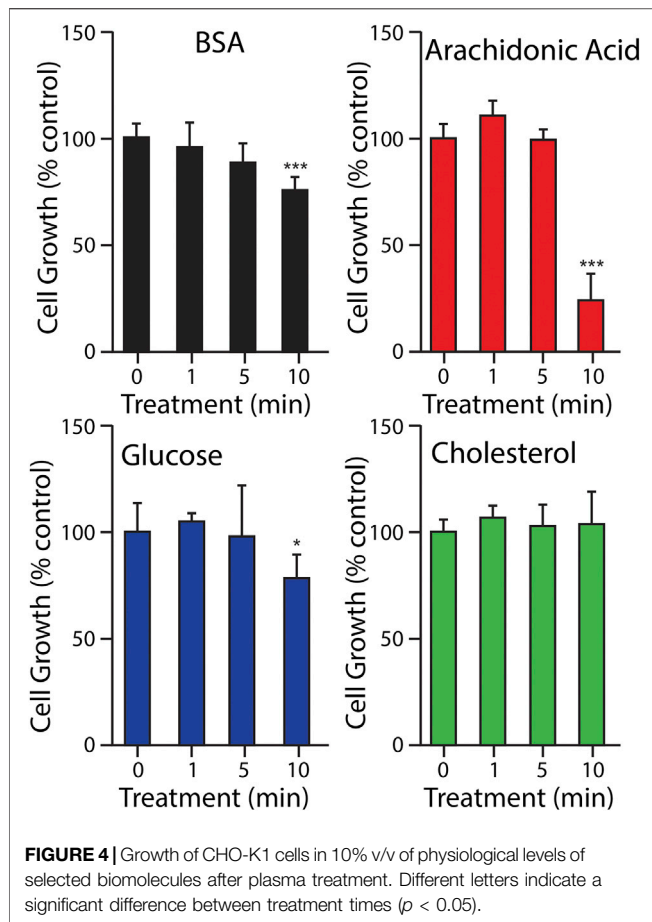 BSA
Cell Growth (% control)
150
100
50
0
***
0 1 5 10
Treatment (min)
Arachidonic Acid
Cell Growth (% control)
150
100
50
0
***
0 1 5 10
Treatment (min)
Glucose
Cell Growth (% control)
150
100
50
0
*
0 1 5 10
Treatment (min)
Cholesterol
Cell Growth (% control)
150
100
50
0
0 1 5 10
Treatment (min)
FIGURE 4 | Growth of CHO-K1 cells in 10% v/v of physiological levels of
selected biomolecules after plasma treatment. Different letters indicate a
significant difference between treatment times (p < 0.05).